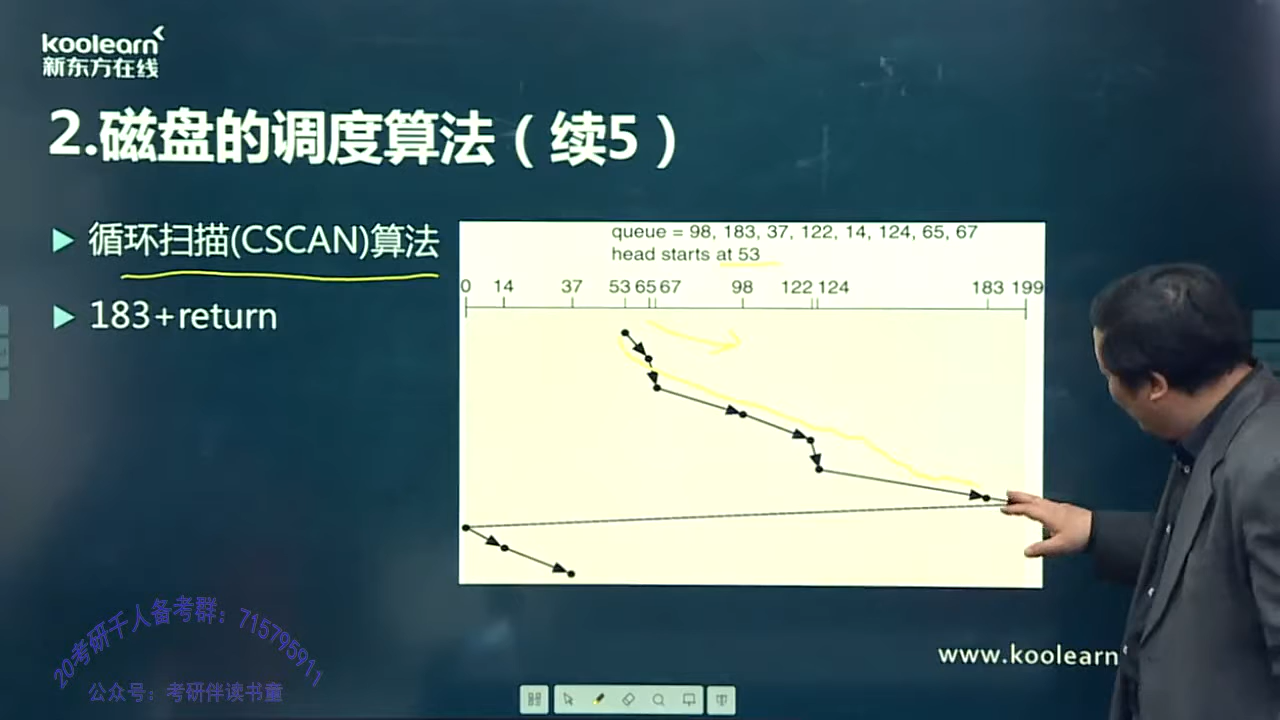 koolearn
新东方在线
2.磁盘的调度算法（续5）
循环扫描(CSCAN)算法
183+return
queue = 98, 183, 37, 122, 14, 124, 65, 67
head starts at 53
0 14 37 53 65 67 98 122 124 183 199
www.koolearn
20考研千人备考群：715795911
公众号：考研伴读书童